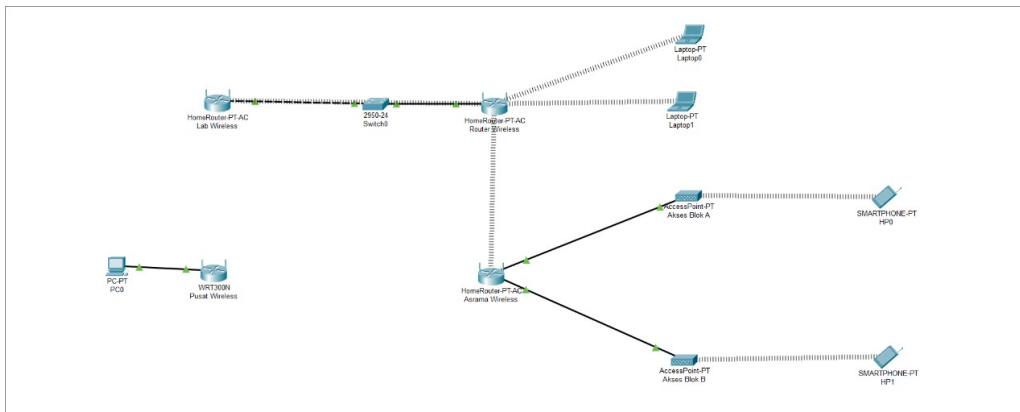 Laptop-PT
Laptop0
HomeRouter-PT-AC
Lab Wireless
2950-24
Switch0
HomeRouter-PT-AC
Router Wireless
Laptop-PT
Laptop1
AccessPoint-PT
Akses Blok A
SMARTPHONE-PT
HP0
PC-PT
PC0
WRT300N
Pusat Wireless
HomeRouter-PT-AC
Asrama Wireless
AccessPoint-PT
Akses Blok B
SMARTPHONE-PT
HP1